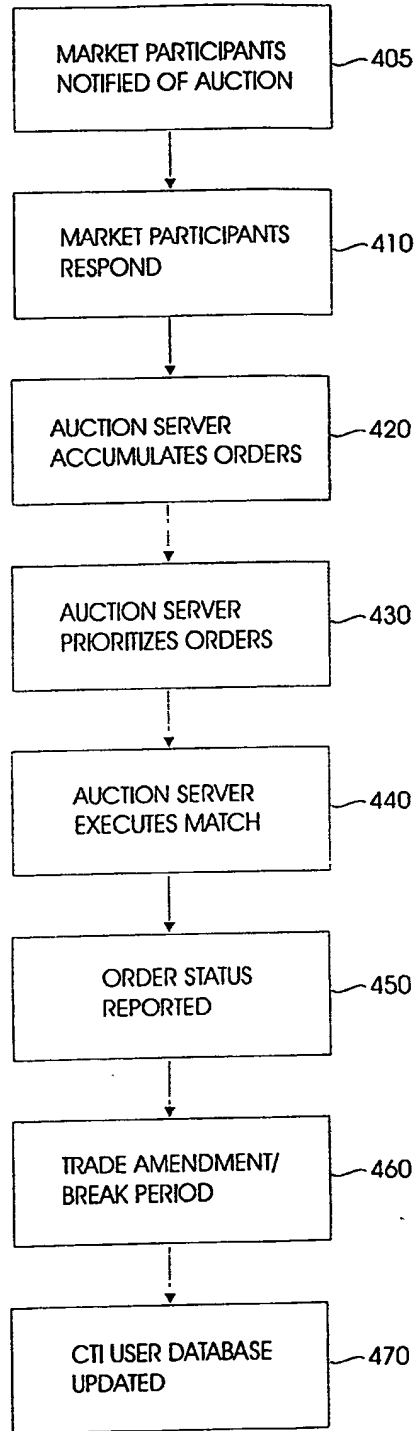 MARKET PARTICIPANTS
NOTIFIED OF AUCTION
405
MARKET PARTICIPANTS
RESPOND
410
AUCTION SERVER
ACCUMULATES ORDERS
420
AUCTION SERVER
PRIORITIZES ORDERS
430
AUCTION SERVER
EXECUTES MATCH
440
ORDER STATUS
REPORTED
450
TRADE AMENDMENT/
BREAK PERIOD
460
CTI USER DATABASE
UPDATED
470